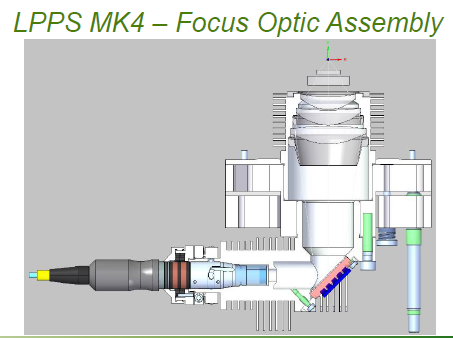 LPPS MK4 – Focus Optic Assembly